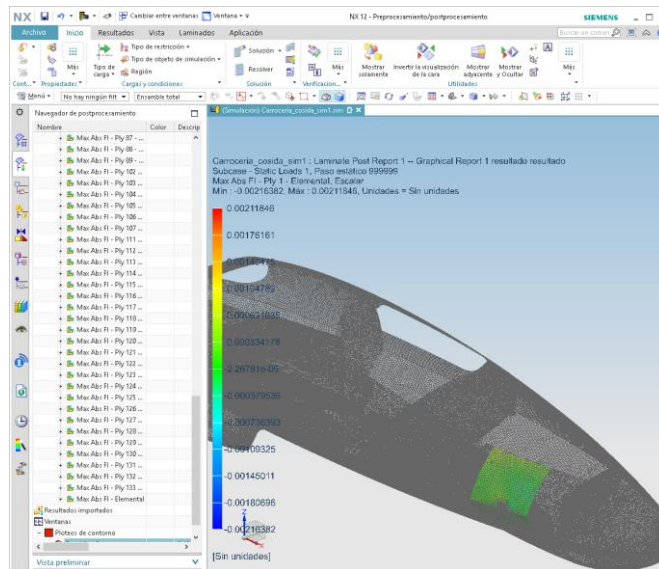 NX
Cambiar entre ventanas
Ventana
NX 12 - Preprocesamiento/postprocesamiento
SIEMENS
Archivo
Inicio
Resultados
Vista
Laminados
Aplicación
Más
Tipo de carga
Tipo de restricción
Tipo de objeto de simulación
Región
Más
Solución
Resolver
Más
Mostrar solamente
Invertir la visualización de la cara
Mostrar adyacente
Mostrar y Ocultar
Más
Cont...
Propiedades
Cargas y condiciones
Solución
Verificacion...
Utilidades
Menú
No hay ningún filt
Ensamble total
Navegador de postprocesamiento
(Simulación) Carroceria_cosida_sim1.sim
Nombre
Color
Descrip
Max Abs FI - Ply 87 - ...
Max Abs FI - Ply 88 - ...
Max Abs FI - Ply 89 - ...
Max Abs FI - Ply 102 ...
Max Abs FI - Ply 103 ...
Max Abs FI - Ply 104 ...
Max Abs FI - Ply 105 ...
Max Abs FI - Ply 106 ...
Max Abs FI - Ply 107 ...
Max Abs FI - Ply 111 ...
Max Abs FI - Ply 112 ...
Max Abs FI - Ply 113 ...
Max Abs FI - Ply 114 ...
Max Abs FI - Ply 115 ...
Max Abs FI - Ply 116 ...
Max Abs FI - Ply 117 ...
Max Abs FI - Ply 118 ...
Max Abs FI - Ply 119 ...
Max Abs FI - Ply 120 ...
Max Abs FI - Ply 121 ...
Max Abs FI - Ply 122 ...
Max Abs FI - Ply 123 ...
Max Abs FI - Ply 124 ...
Max Abs FI - Ply 125 ...
Max Abs FI - Ply 126 ...
Max Abs FI - Ply 127 ...
Max Abs FI - Ply 128 ...
Max Abs FI - Ply 129 ...
Max Abs FI - Ply 130 ...
Max Abs FI - Ply 131 ...
Max Abs FI - Ply 132 ...
Max Abs FI - Ply 133 ...
Max Abs FI - Elemental
Resultados importados
Ventanas
Ploteos de contorno
Vista preliminar
Carroceria_cosida_sim1 : Laminate Post Report 1 -- Graphical Report 1 resultado resultado
Subcase - Static Loads 1, Paso estático 999999
Max Abs FI - Ply 1 - Elemental, Escalar
Mín : -0.00216382, Máx : 0.00211846, Unidades = Sin unidades
0.00211846
0.00176161
0.00104789
0.000334178
-2.26781e-05
-0.000379535
-0.000736393
-0.00109325
-0.00145011
-0.00180696
-0.00216382
[Sin unidades]
Z
X